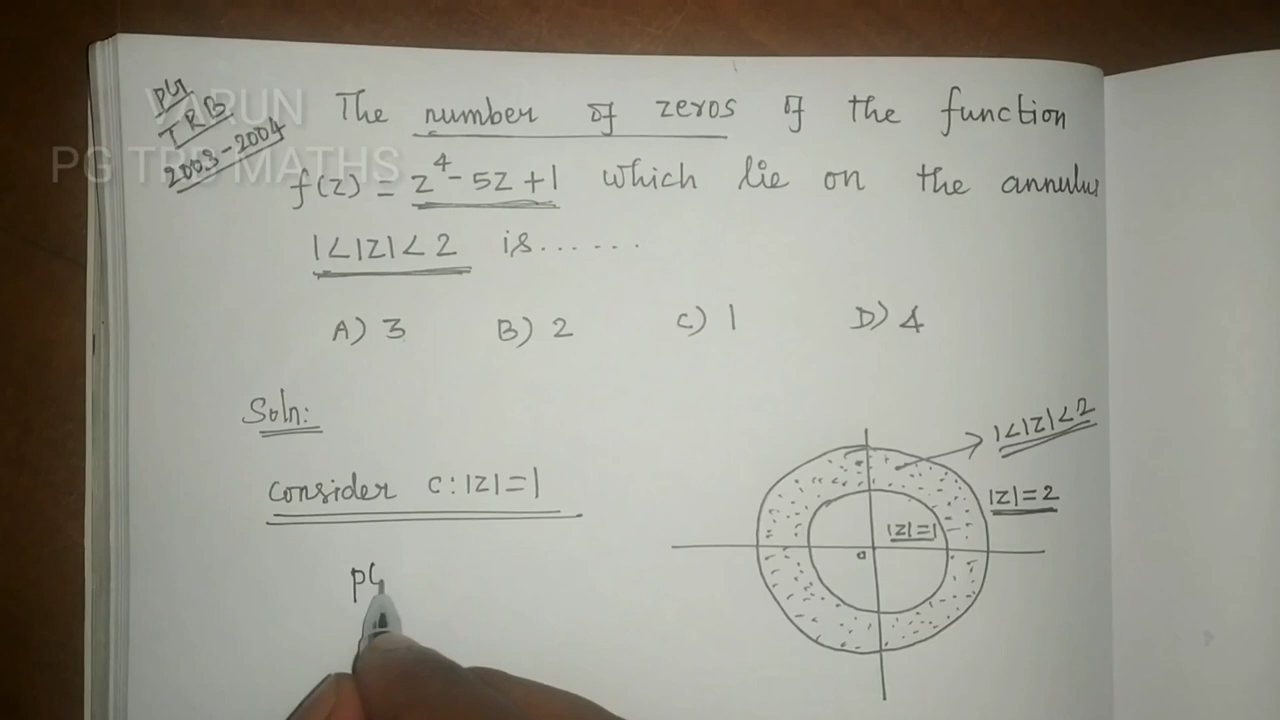 PG
TRB
2003-2004
VARUN
PG TRB MATHS
The number of zeros of the function
f(z) = z⁴ - 5z + 1 which lie on the annulus
1<|z|<2 is......
A) 3 B) 2 C) 1 D) 4
Soln:
consider c:|z|=1
1<|z|<2
|z|=2
|z|=1
o